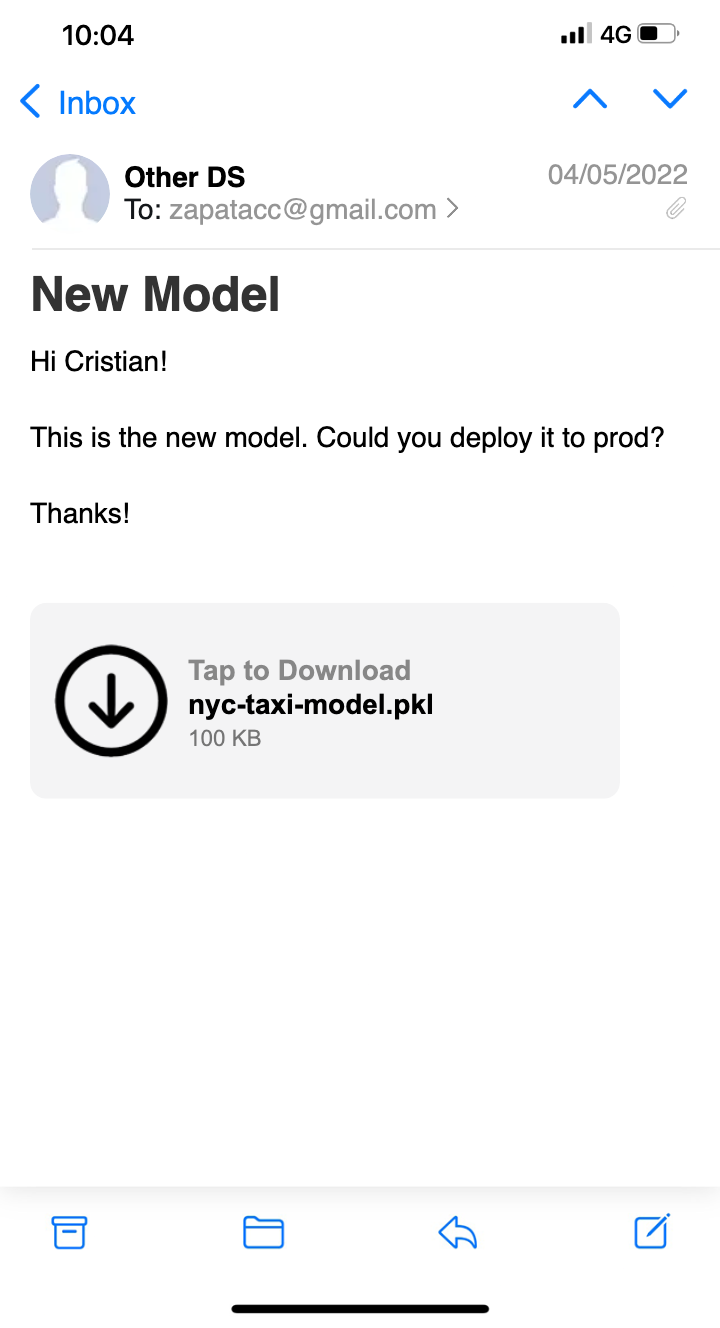 10:04 4G
Inbox
Other DS 04/05/2022
To: zapatacc@gmail.com
New Model
Hi Cristian!
This is the new model. Could you deploy it to prod?
Thanks!
Tap to Download
nyc-taxi-model.pkl
100 KB